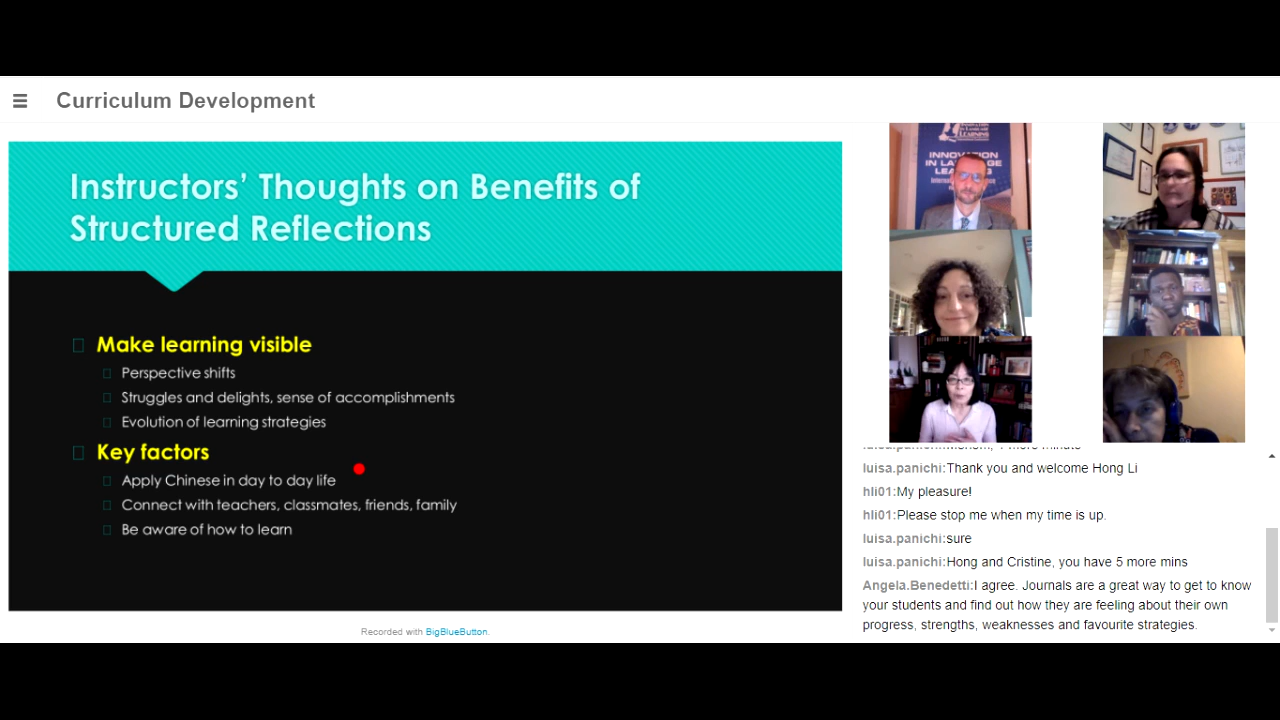 Curriculum Development
Instructors' Thoughts on Benefits of
Structured Reflections
Make learning visible
Perspective shifts
Struggles and delights, sense of accomplishments
Evolution of learning strategies
Key factors
Apply Chinese in day to day life
Connect with teachers, classmates, friends, family
Be aware of how to learn
Recorded with BigBlueButton.
INNOVATION
IN LANGUAGE
LEARNING
luisa.panichi:Thank you and welcome Hong Li
hli01:My pleasure!
hli01:Please stop me when my time is up.
luisa.panichi:sure
luisa.panichi:Hong and Cristine, you have 5 more mins
Angela.Benedetti:I agree. Journals are a great way to get to know
your students and find out how they are feeling about their own
progress, strengths, weaknesses and favourite strategies.